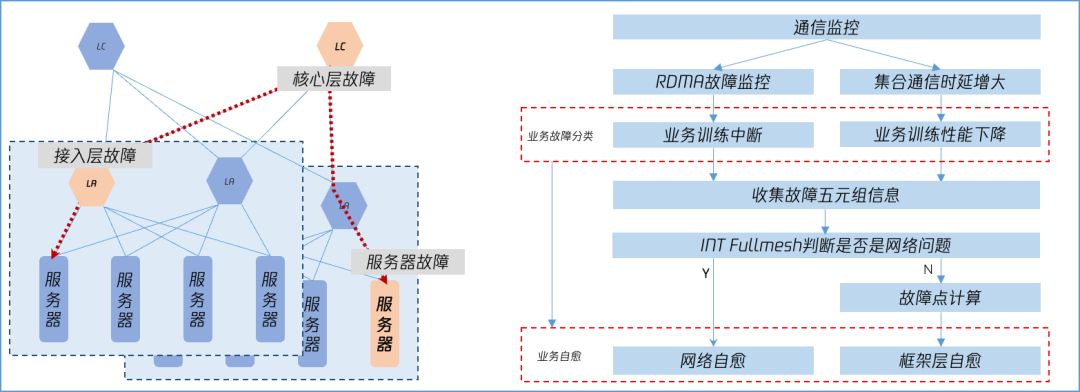 LC
LC
核心层故障
接入层故障
LA
LA
LA
服务器故障
服务器
服务器
服务器
服务器
服务器
服务器
通信监控
RDMA故障监控
集合通信时延增大
业务故障分类
业务训练中断
业务训练性能下降
收集故障五元组信息
INT Fullmesh判断是否是网络问题
Y
N
故障点计算
业务自愈
网络自愈
框架层自愈